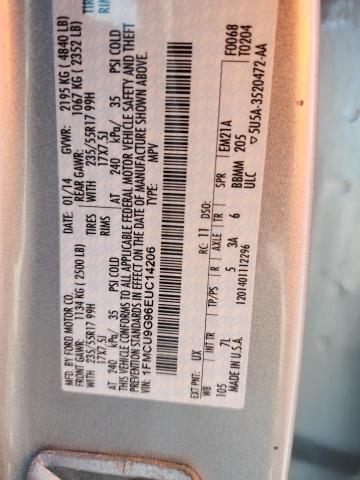 MFD. BY FORD MOTOR CO.
DATE: 01/14 GVWR: 2195 KG ( 4840 LB)
FRONT GAWR: 1134 KG ( 2500 LB) REAR GAWR: 1067 KG ( 2352 LB)
235/55R17 99H TIRES WITH 235/55R17 99H TIRES
17X7.5J RIMS 17X7.5J RIMS
AT 240 kPa/ 35 PSI COLD AT 240 kPa/ 35 PSI COLD
THIS VEHICLE CONFORMS TO ALL APPLICABLE FEDERAL MOTOR VEHICLE SAFETY AND BUMPER
STANDARDS IN EFFECT ON THE DATE OF MANUFACTURE SHOWN ABOVE.
VIN: 1FMCU9G96EUC14206
TYPE: MPV
F0068
T0204
EXT PNT: UX RC: 11 DSO:
WB INT TR TP/PS R AXLE TR SPR EM21A
105 7L 5 3A 6 BBMM 205
MADE IN U.S.A. ULC
1201401112296 5U5A-3520472-AA